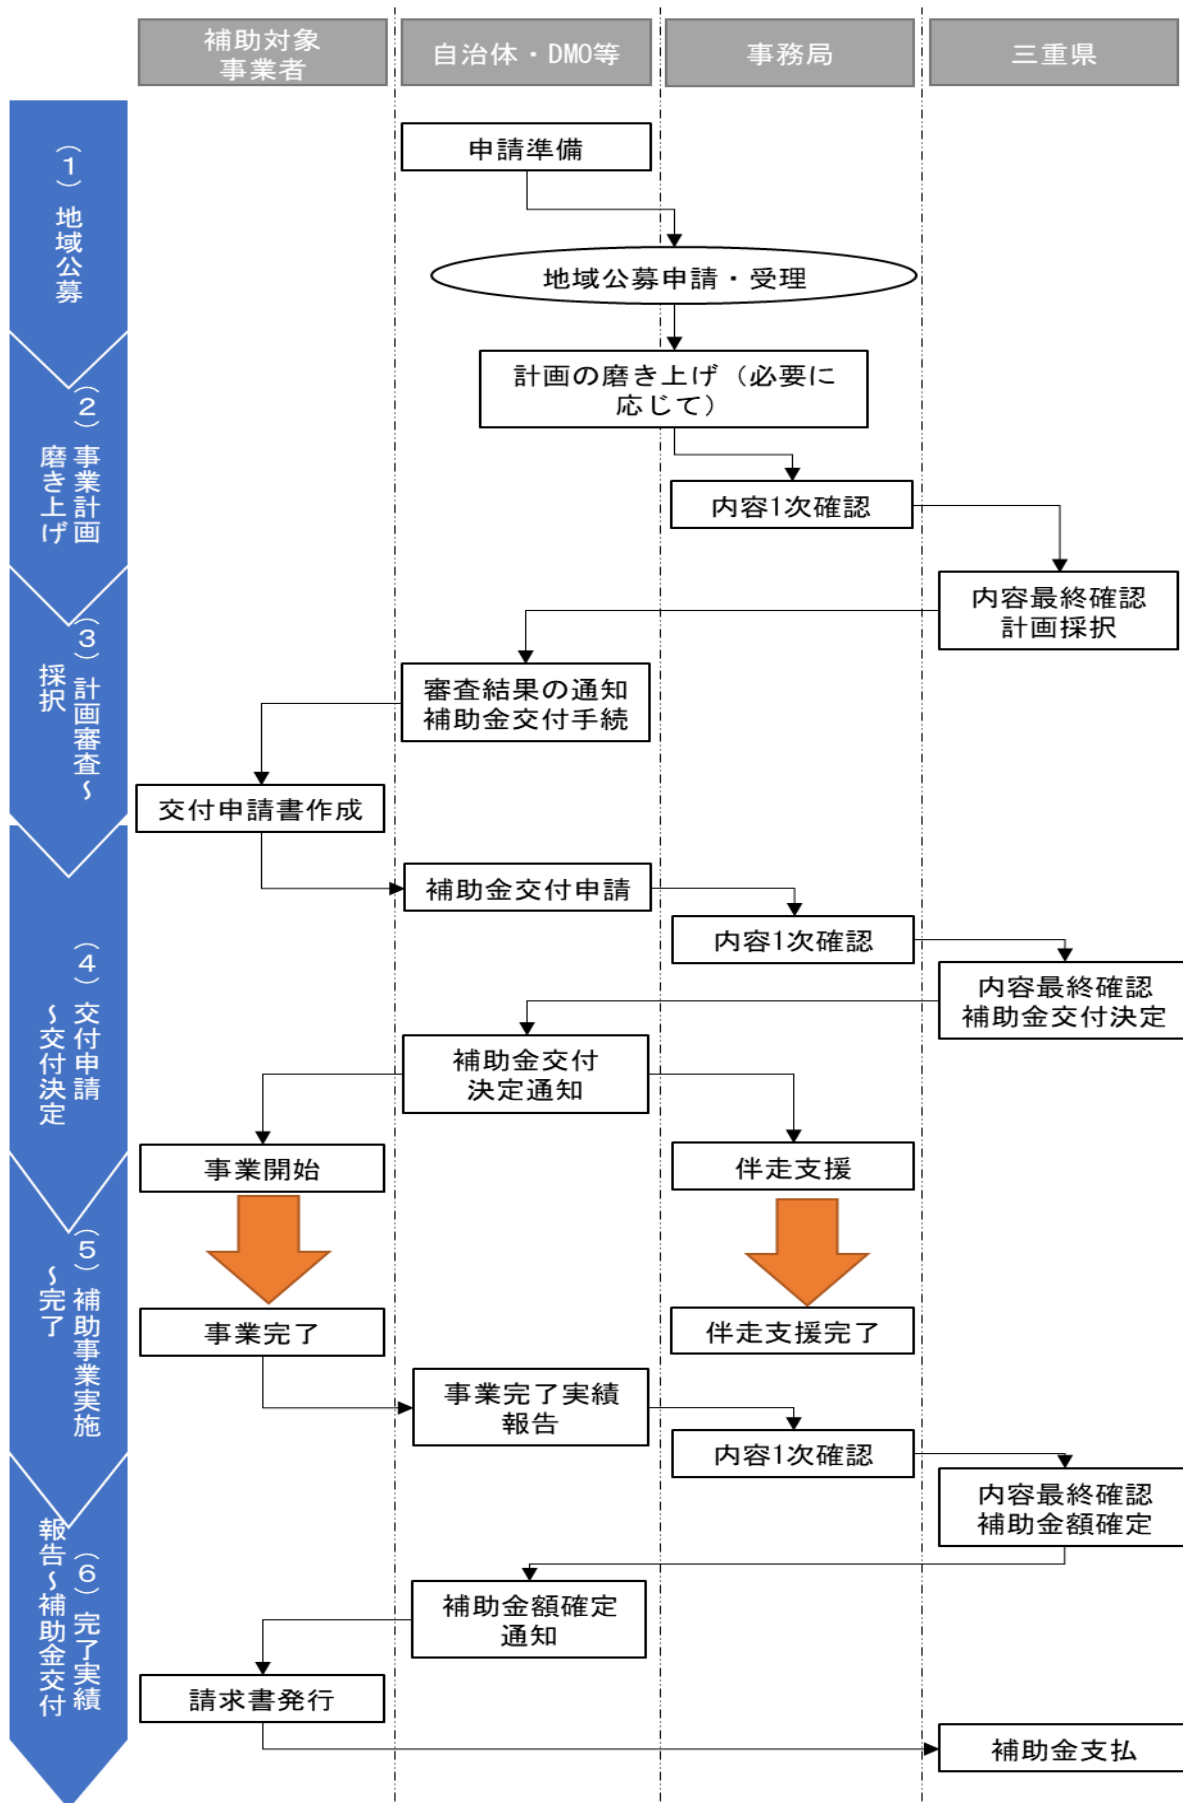 補助対象
事業者
自治体・DMO等
事務局
三重県
（１）地域公募
申請準備
地域公募申請・受理
（２）事業計画
磨き上げ
計画の磨き上げ（必要に
応じて）
内容1次確認
内容最終確認
計画採択
（３）計画審査～
採択
審査結果の通知
補助金交付手続
交付申請書作成
（４）交付申請
～交付決定
補助金交付申請
内容1次確認
内容最終確認
補助金交付決定
補助金交付
決定通知
事業開始
伴走支援
（５）補助事業実施
～完了
事業完了
伴走支援完了
事業完了実績
報告
内容1次確認
内容最終確認
補助金額確定
（６）完了実績
報告～補助金交付
補助金額確定
通知
請求書発行
補助金支払